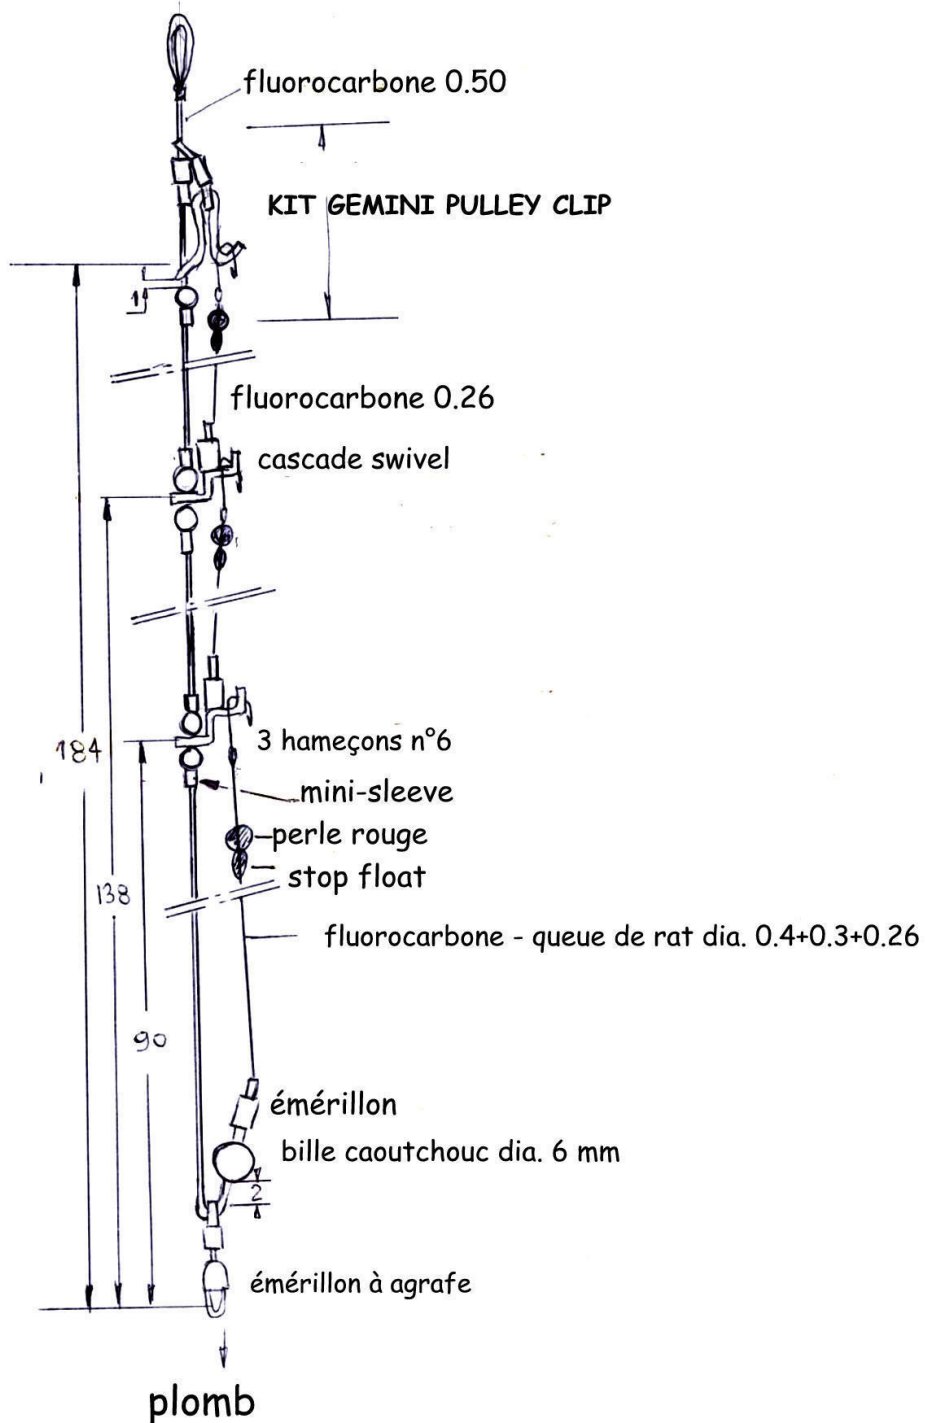 fluorocarbone 0.50
KIT GEMINI PULLEY CLIP
1
fluorocarbone 0.26
cascade swivel
184
3 hameçons n°6
mini-sleeve
perle rouge
stop float
138
fluorocarbone - queue de rat dia. 0.4+0.3+0.26
90
émérillon
bille caoutchouc dia. 6 mm
2
émérillon à agrafe
plomb